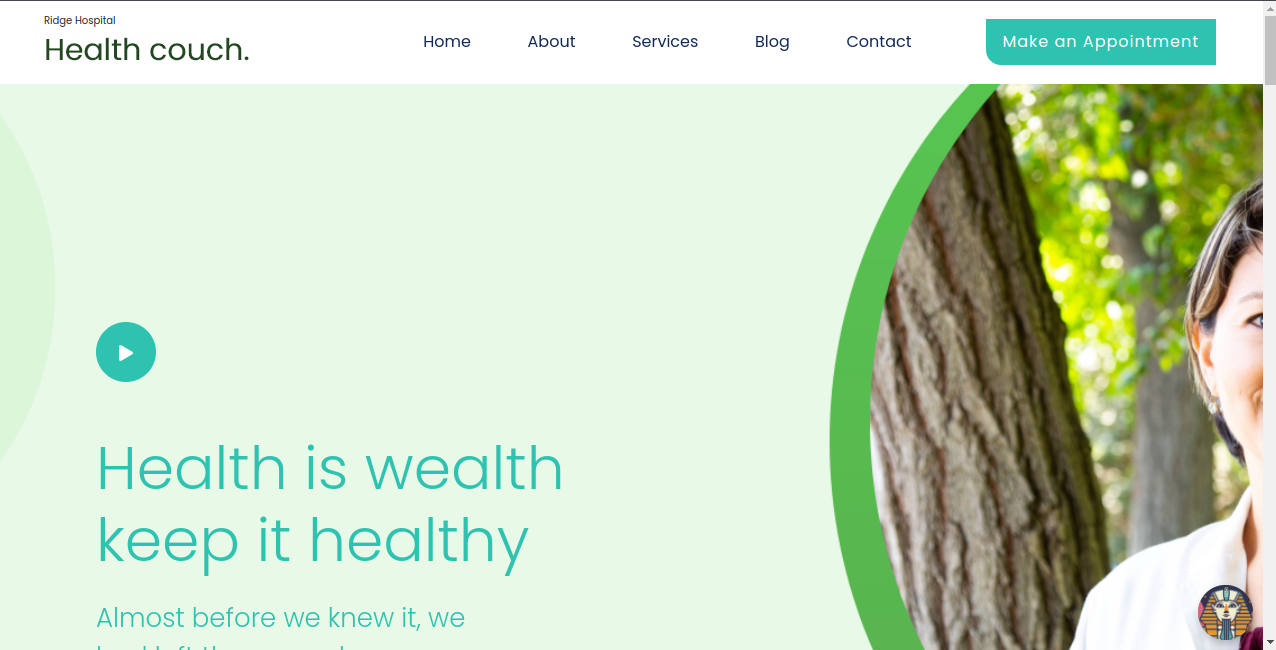 Ridge Hospital
Health couch.
Home
About
Services
Blog
Contact
Make an Appointment
Health is wealth
keep it healthy
Almost before we knew it, we